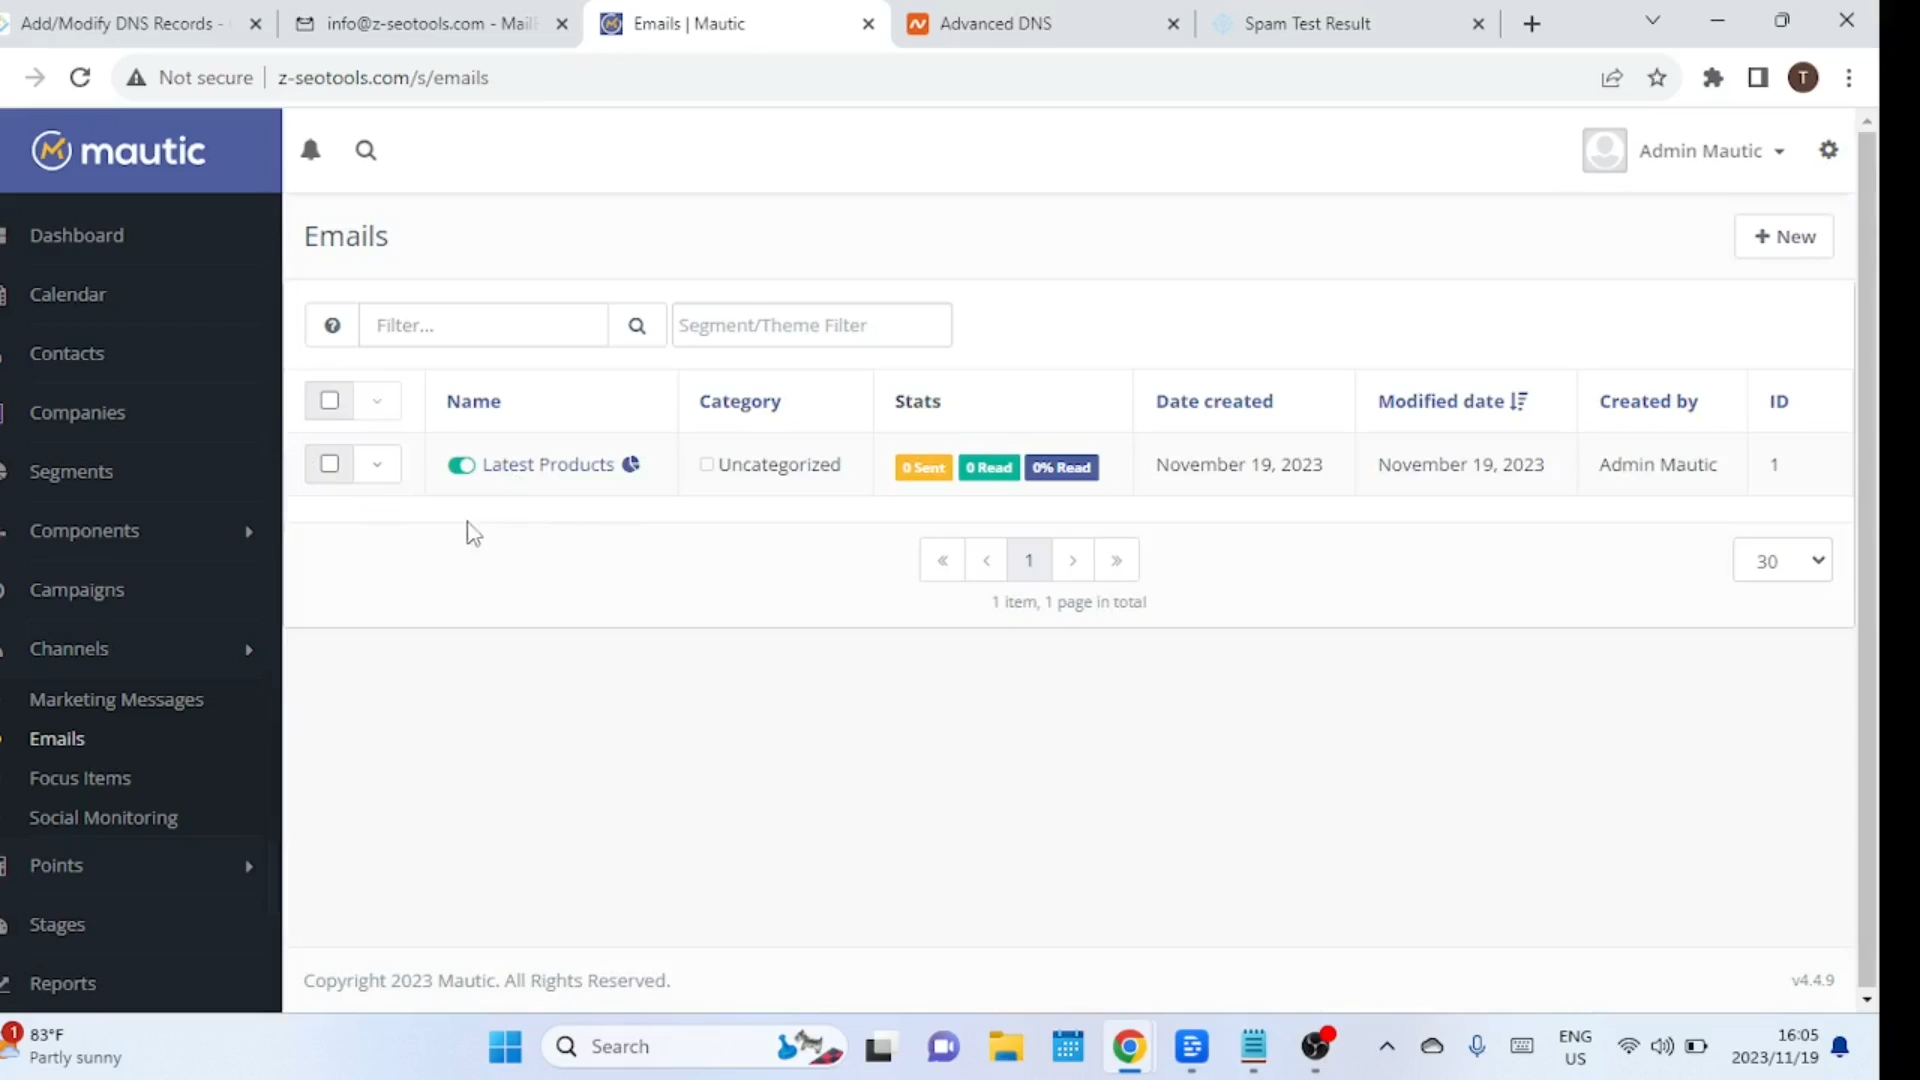 Add/Modify DNS Records -
info@z-seotools.com - Mail
Emails | Mautic
Advanced DNS
Spam Test Result
Not secure
z-seotools.com/s/emails
T
mautic
Admin Mautic
Dashboard
Calendar
Contacts
Companies
Segments
Components
Campaigns
Channels
Marketing Messages
Emails
Focus Items
Social Monitoring
Points
Stages
Reports
Emails
+ New
Filter...
Segment/Theme Filter
Name Category Stats Date created Modified date Created by ID
Latest Products Uncategorized 0 Sent 0 Read 0% Read November 19, 2023 November 19, 2023 Admin Mautic 1
« ‹ 1 › »
30
1 item, 1 page in total
Copyright 2023 Mautic. All Rights Reserved.
v4.4.9
1
83°F
Partly sunny
Search
ENG
US
16:05
2023/11/19